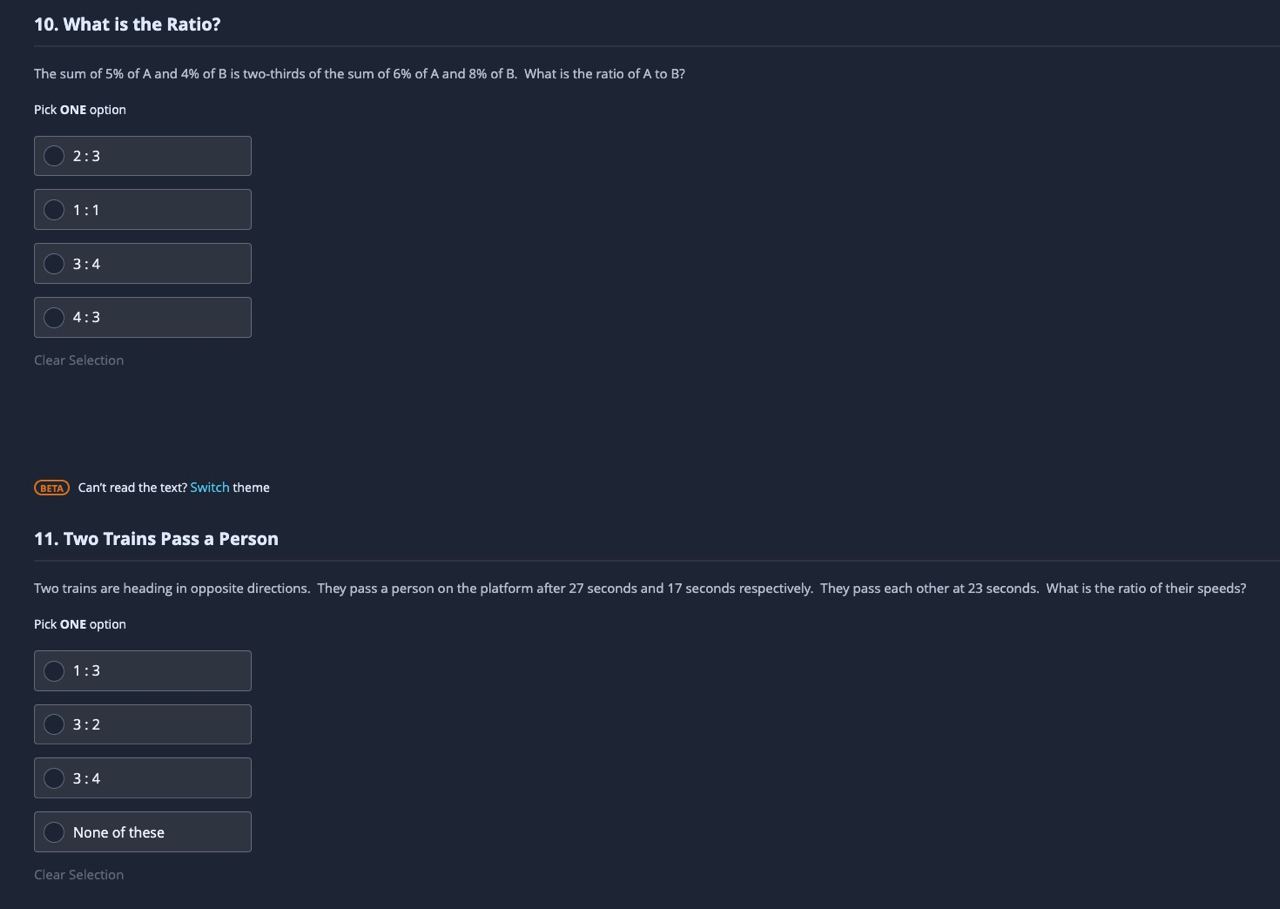 10. What is the Ratio?
The sum of 5% of A and 4% of B is two-thirds of the sum of 6% of A and 8% of B.  What is the ratio of A to B?
Pick ONE option
2 : 3
1 : 1
3 : 4
4 : 3
Clear Selection
BETA Can't read the text? Switch theme
11. Two Trains Pass a Person
Two trains are heading in opposite directions.  They pass a person on the platform after 27 seconds and 17 seconds respectively.  They pass each other at 23 seconds.  What is the ratio of their speeds?
Pick ONE option
1 : 3
3 : 2
3 : 4
None of these
Clear Selection